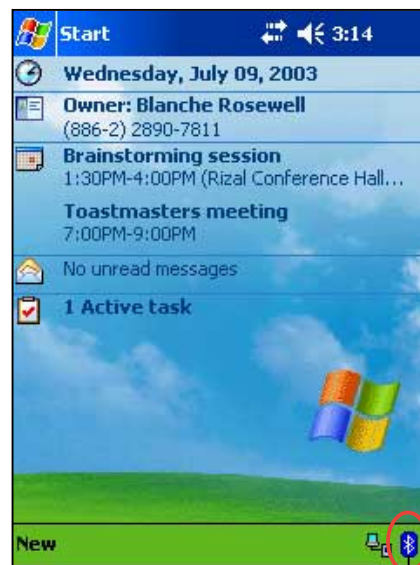 Start 3:14
Wednesday, July 09, 2003
Owner: Blanche Rosewell
(886-2) 2890-7811
Brainstorming session
1:30PM-4:00PM (Rizal Conference Hall...
Toastmasters meeting
7:00PM-9:00PM
No unread messages
1 Active task
New